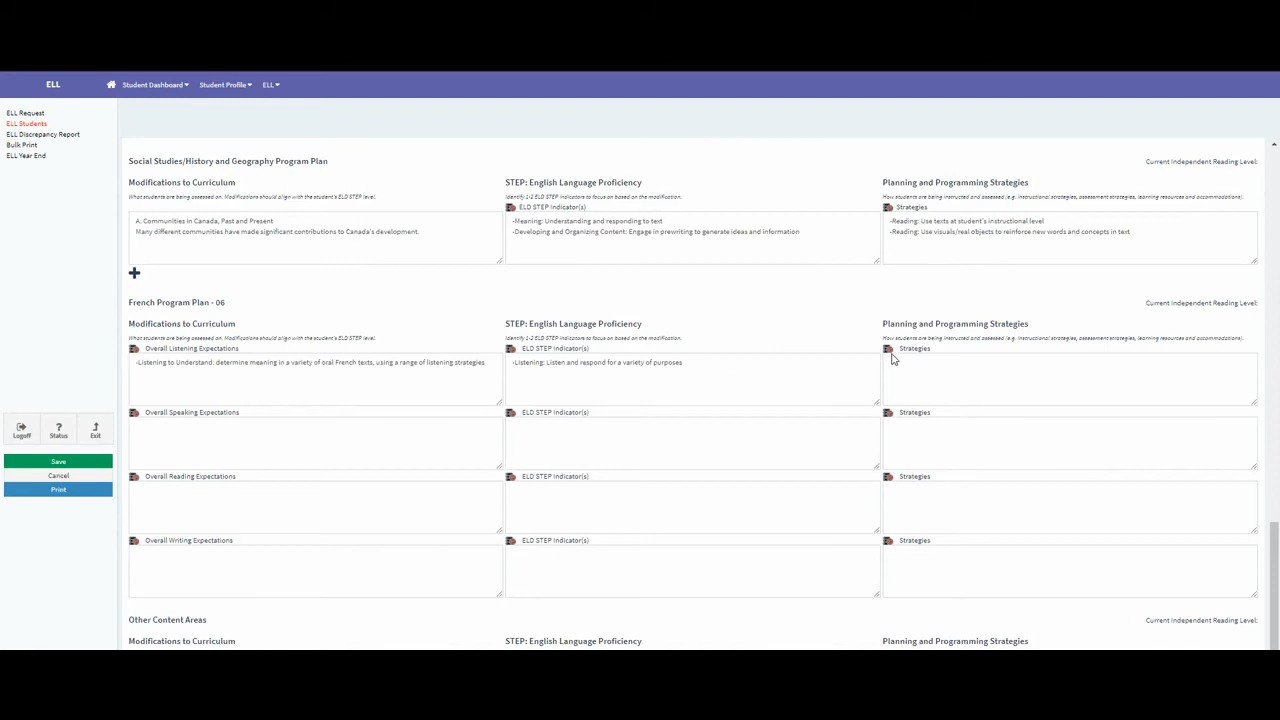 ELL
Student Dashboard
Student Profile
ELL
ELL Request
ELL Students
ELL Discrepancy Report
Bulk Print
ELL Year End
Logoff
Status
Exit
Save
Cancel
Print
Social Studies/History and Geography Program Plan
Current Independent Reading Level:
Modifications to Curriculum
STEP: English Language Proficiency
Planning and Programming Strategies
What students are being assessed on. Modifications should align with the student's ELD STEP level.
Identify 1-2 ELD STEP indicators to focus on based on the modification.
How students are being instructed and assessed (e.g. instructional strategies, assessment strategies, learning resources and accommodations).
ELD STEP Indicator(s)
Strategies
A. Communities in Canada, Past and Present
Many different communities have made significant contributions to Canada's development.
-Meaning: Understanding and responding to text
-Developing and Organizing Content: Engage in prewriting to generate ideas and information
-Reading: Use texts at student's instructional level
-Reading: Use visuals/real objects to reinforce new words and concepts in text
French Program Plan - 06
Current Independent Reading Level:
Modifications to Curriculum
STEP: English Language Proficiency
Planning and Programming Strategies
What students are being assessed on. Modifications should align with the student's ELD STEP level.
Identify 1-2 ELD STEP indicators to focus on based on the modification.
How students are being instructed and assessed (e.g. instructional strategies, assessment strategies, learning resources and accommodations).
Overall Listening Expectations
ELD STEP Indicator(s)
Strategies
-Listening to Understand: determine meaning in a variety of oral French texts, using a range of listening strategies
-Listening: Listen and respond for a variety of purposes
Overall Speaking Expectations
ELD STEP Indicator(s)
Strategies
Overall Reading Expectations
ELD STEP Indicator(s)
Strategies
Overall Writing Expectations
ELD STEP Indicator(s)
Strategies
Other Content Areas
Current Independent Reading Level:
Modifications to Curriculum
STEP: English Language Proficiency
Planning and Programming Strategies